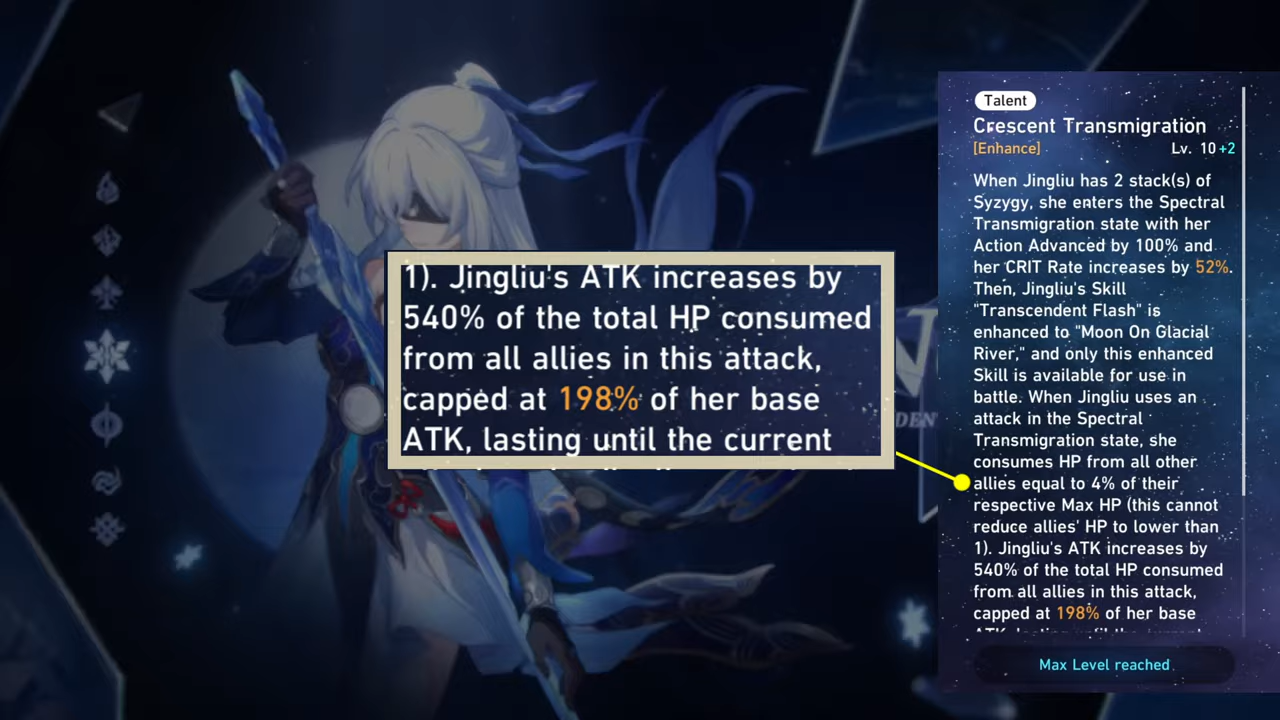 Talent
Crescent Transmigration
[Enhance] Lv. 10 +2
When Jingliu has 2 stack(s) of
Syzygy, she enters the Spectral
Transmigration state with her
Action Advanced by 100% and
her CRIT Rate increases by 52%.
Then, Jingliu's Skill
"Transcendent Flash" is
enhanced to "Moon On Glacial
River," and only this enhanced
Skill is available for use in
battle. When Jingliu uses an
attack in the Spectral
Transmigration state, she
consumes HP from all other
allies equal to 4% of their
respective Max HP (this cannot
reduce allies' HP to lower than
1). Jingliu's ATK increases by
540% of the total HP consumed
from all allies in this attack,
capped at 198% of her base
ATK, lasting until the current
Max Level reached
1). Jingliu's ATK increases by
540% of the total HP consumed
from all allies in this attack,
capped at 198% of her base
ATK, lasting until the current